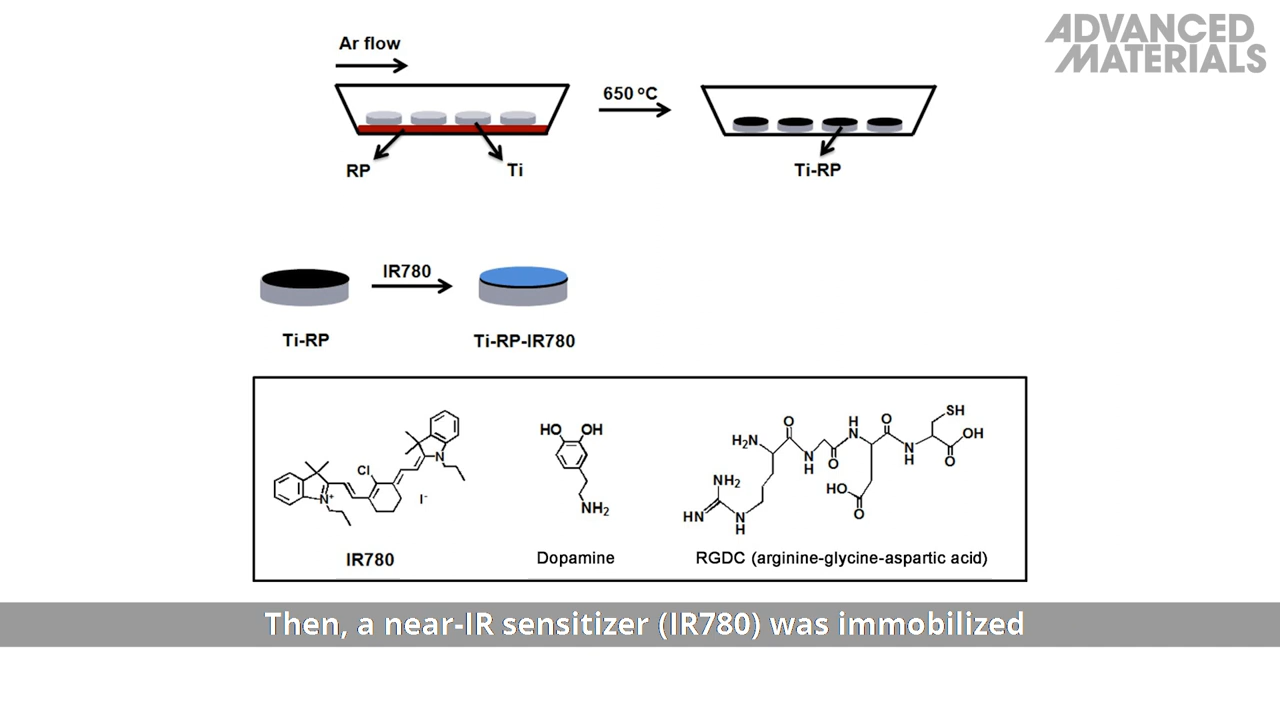 ADVANCED
MATERIALS
Ar flow
650 ºC
RP
Ti
Ti-RP
IR780
Ti-RP
Ti-RP-IR780
Cl
N
N⁺
I⁻
IR780
HO
OH
NH₂
Dopamine
H₂N
O
N
H
O
H
N
O
N
H
SH
OH
O
HO
O
NH₂
HN
N
H
RGDC (arginine-glycine-aspartic acid)
Then, a near-IR sensitizer (IR780) was immobilized